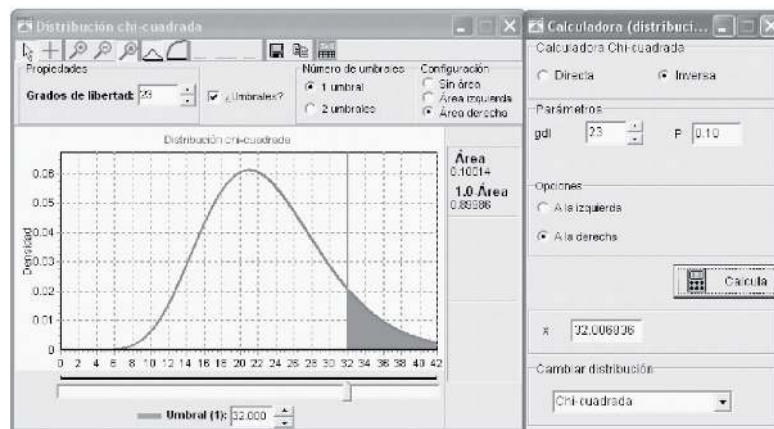 Distribución chi-cuadrada
Propiedades
Grados de libertad: 23
¿Umbrales?
Número de umbrales
1 umbral
2 umbrales
Configuración
Sin área
Área izquierda
Área derecha
Distribución chi-cuadrada
Densidad
0.06
0.05
0.04
0.03
0.02
0.01
0
0 2 4 6 8 10 12 14 16 18 20 22 24 26 28 30 32 34 36 38 40 42
Área
0.10014
1.0-Área
0.89986
Umbral (1): 32.000
Calculadora (distribuci...
Calculadora Chi-cuadrada
Directa
Inversa
Parámetros
gdl 23 P 0.10
Opciones
A la izquierda
A la derecha
Calcula
x 32.006936
Cambiar distribución
Chi-cuadrada